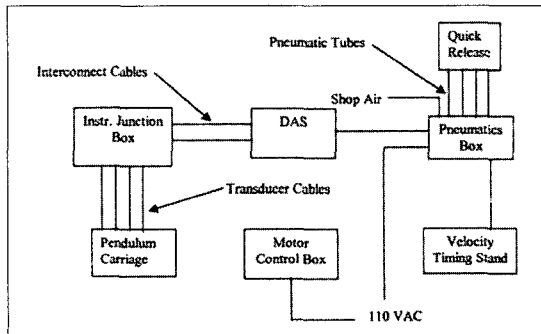 Quick
Release
Pneumatic Tubes
Interconnect Cables
Shop Air
Instr. Junction
Box
DAS
Pneumatics
Box
Transducer Cables
Pendulum
Carriage
Motor
Control Box
Velocity
Timing Stand
110 VAC